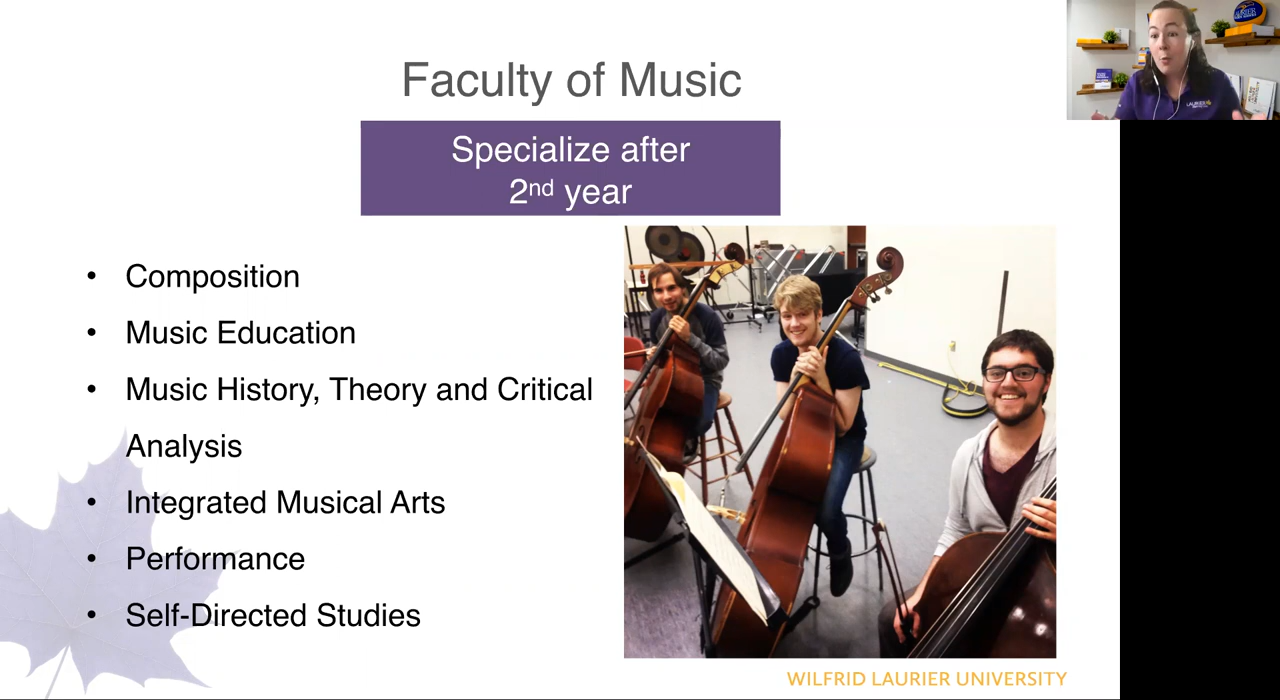 Faculty of Music
Specialize after
2nd year
• Composition
• Music Education
• Music History, Theory and Critical
Analysis
• Integrated Musical Arts
• Performance
• Self-Directed Studies
WILFRID LAURIER UNIVERSITY
LAURIER